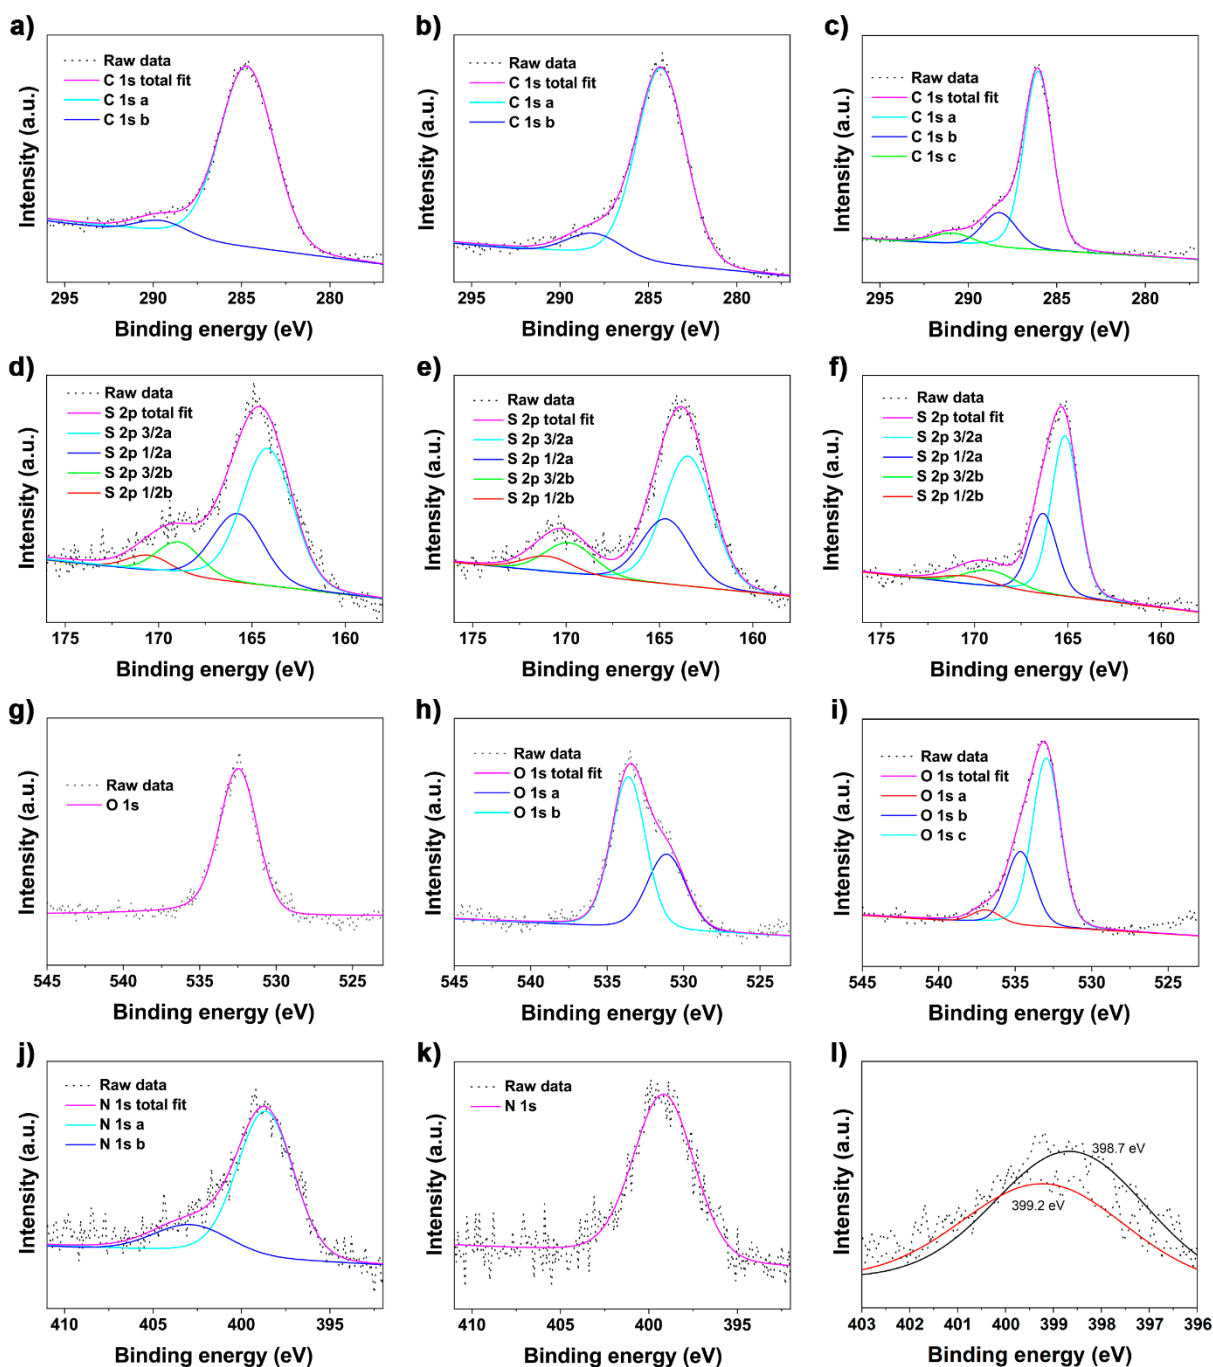 a)
Intensity (a.u.)
Raw data
C 1s total fit
C 1s a
C 1s b
295 290 285 280
Binding energy (eV)
b)
Intensity (a.u.)
Raw data
C 1s total fit
C 1s a
C 1s b
295 290 285 280
Binding energy (eV)
c)
Intensity (a.u.)
Raw data
C 1s total fit
C 1s a
C 1s b
C 1s c
295 290 285 280
Binding energy (eV)
d)
Intensity (a.u.)
Raw data
S 2p total fit
S 2p 3/2a
S 2p 1/2a
S 2p 3/2b
S 2p 1/2b
175 170 165 160
Binding energy (eV)
e)
Intensity (a.u.)
Raw data
S 2p total fit
S 2p 3/2a
S 2p 1/2a
S 2p 3/2b
S 2p 1/2b
175 170 165 160
Binding energy (eV)
f)
Intensity (a.u.)
Raw data
S 2p total fit
S 2p 3/2a
S 2p 1/2a
S 2p 3/2b
S 2p 1/2b
175 170 165 160
Binding energy (eV)
g)
Intensity (a.u.)
Raw data
O 1s
545 540 535 530 525
Binding energy (eV)
h)
Intensity (a.u.)
Raw data
O 1s total fit
O 1s a
O 1s b
545 540 535 530 525
Binding energy (eV)
i)
Intensity (a.u.)
Raw data
O 1s total fit
O 1s a
O 1s b
O 1s c
545 540 535 530 525
Binding energy (eV)
j)
Intensity (a.u.)
Raw data
N 1s total fit
N 1s a
N 1s b
410 405 400 395
Binding energy (eV)
k)
Intensity (a.u.)
Raw data
N 1s
410 405 400 395
Binding energy (eV)
l)
Intensity (a.u.)
398.7 eV
399.2 eV
403 402 401 400 399 398 397 396
Binding energy (eV)